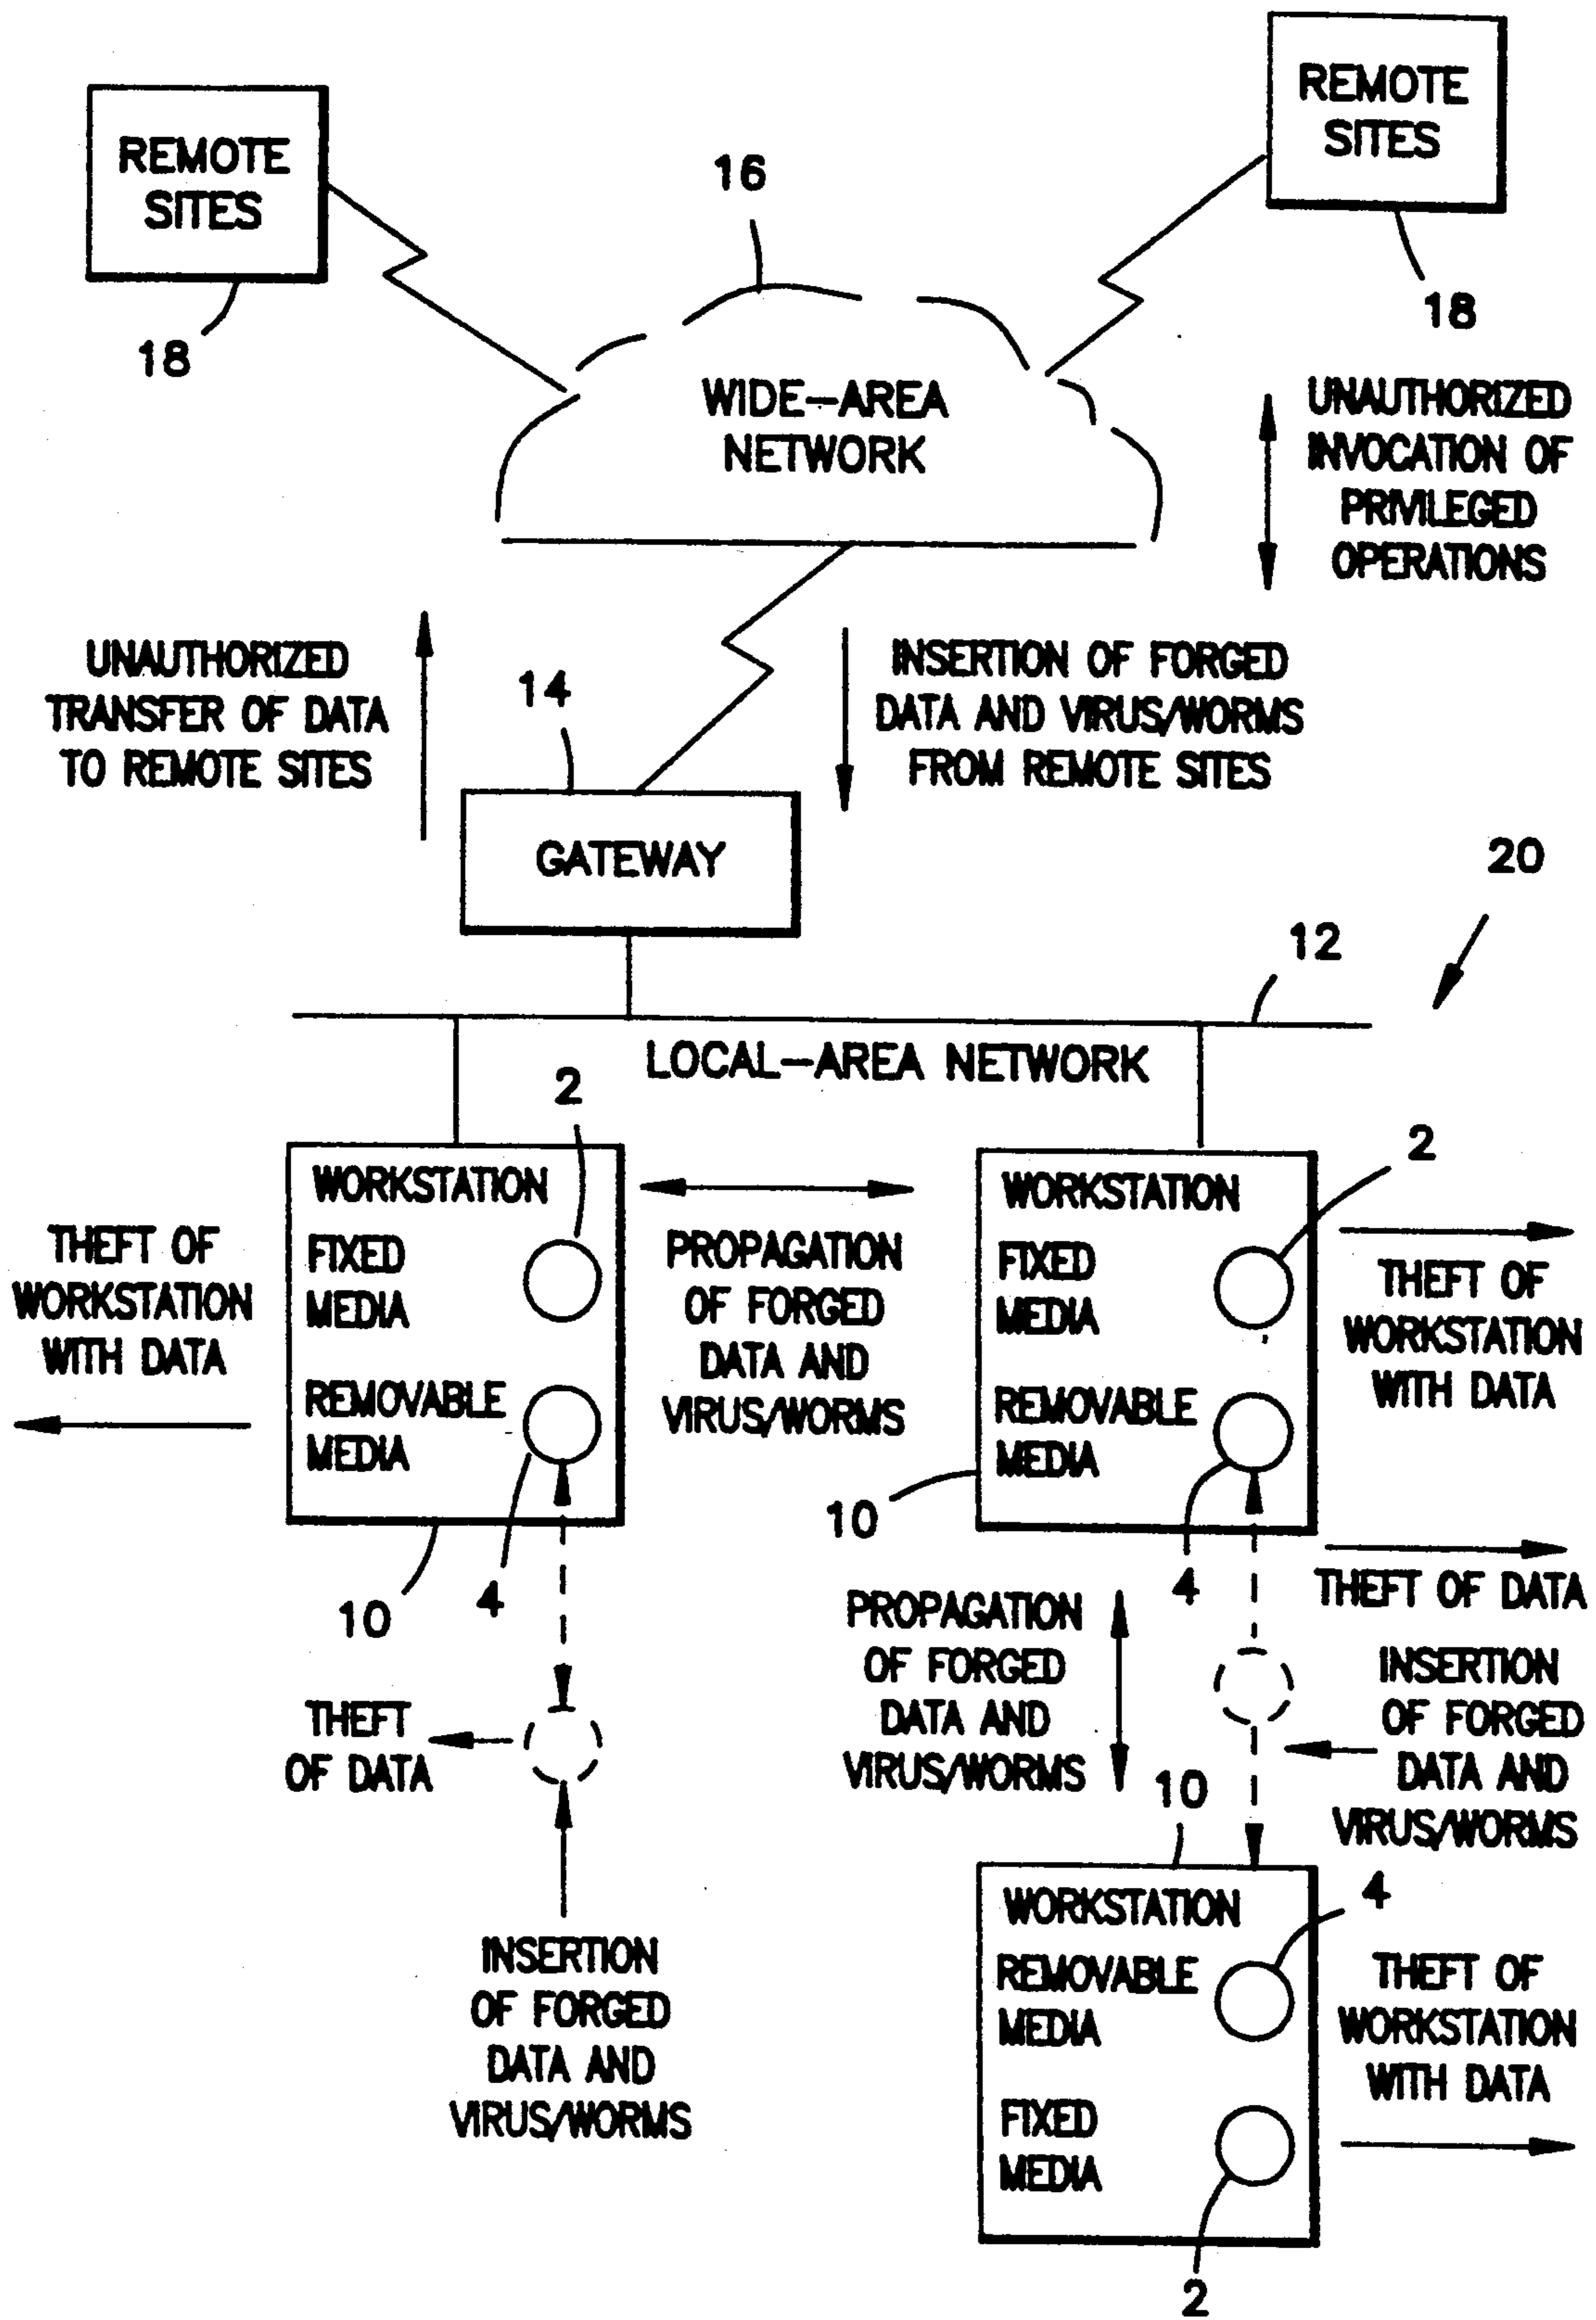 REMOTE
SITES
18
REMOTE
SITES
18
16
WIDE-AREA
NETWORK
UNAUTHORIZED
INVOCATION OF
PRIVILEGED
OPERATIONS
UNAUTHORIZED
TRANSFER OF DATA
TO REMOTE SITES
14
INSERTION OF FORGED
DATA AND VIRUS/WORMS
FROM REMOTE SITES
GATEWAY
20
12
LOCAL-AREA NETWORK
2
WORKSTATION
FIXED
MEDIA
REMOVABLE
MEDIA
10
4
THEFT OF
WORKSTATION
WITH DATA
PROPAGATION
OF FORGED
DATA AND
VIRUS/WORMS
2
WORKSTATION
FIXED
MEDIA
REMOVABLE
MEDIA
10
4
THEFT OF
WORKSTATION
WITH DATA
THEFT OF DATA
THEFT
OF DATA
INSERTION
OF FORGED
DATA AND
VIRUS/WORMS
PROPAGATION
OF FORGED
DATA AND
VIRUS/WORMS
INSERTION
OF FORGED
DATA AND
VIRUS/WORMS
10
WORKSTATION
REMOVABLE
MEDIA
FIXED
MEDIA
4
2
THEFT OF
WORKSTATION
WITH DATA